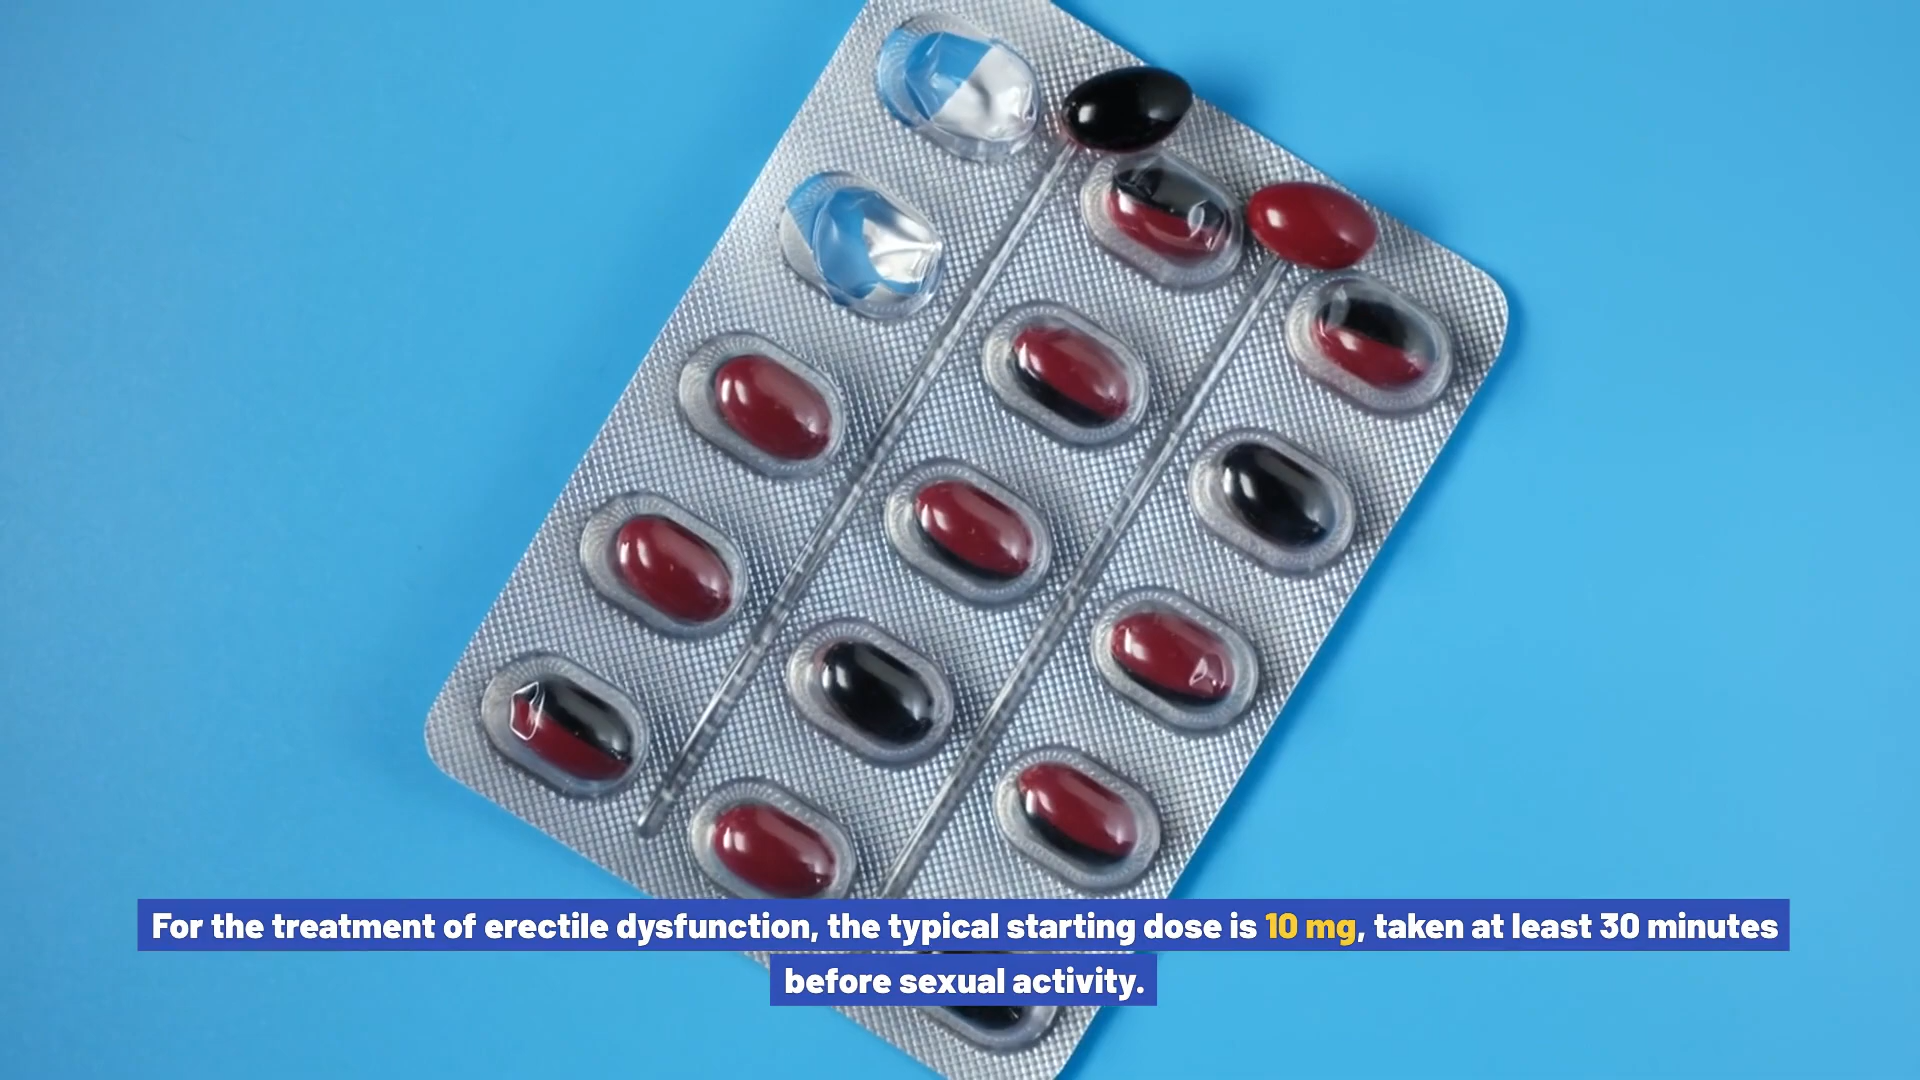 For the treatment of erectile dysfunction, the typical starting dose is 10 mg, taken at least 30 minutes
before sexual activity.